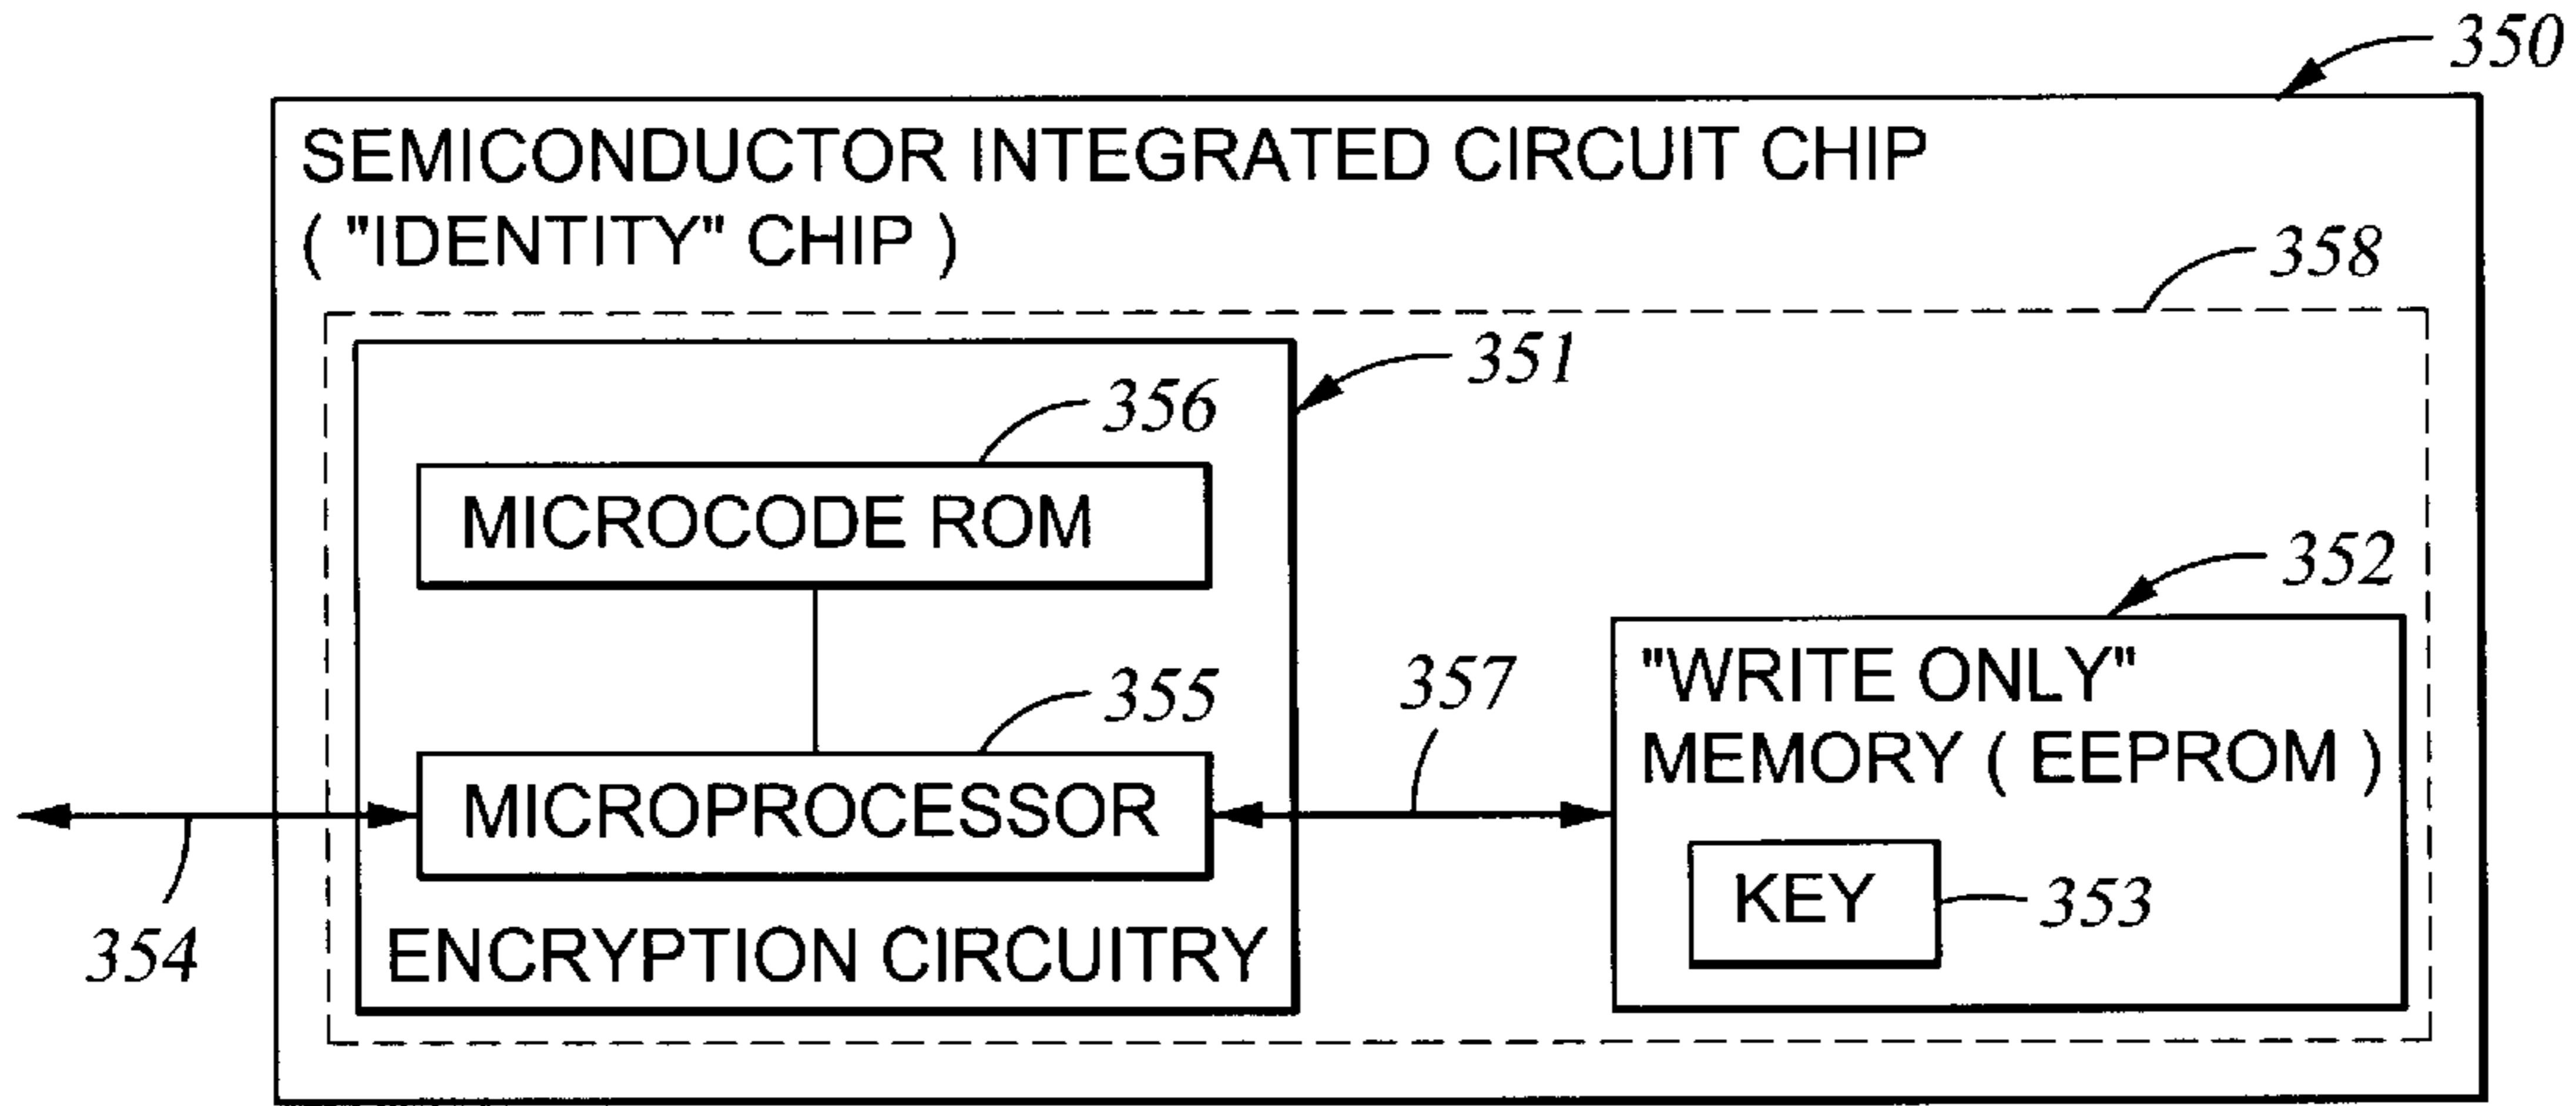 350
SEMICONDUCTOR INTEGRATED CIRCUIT CHIP
( "IDENTITY" CHIP )
358
351
356
MICROCODE ROM
352
357
355
"WRITE ONLY"
MEMORY ( EEPROM )
MICROPROCESSOR
KEY
353
354
ENCRYPTION CIRCUITRY